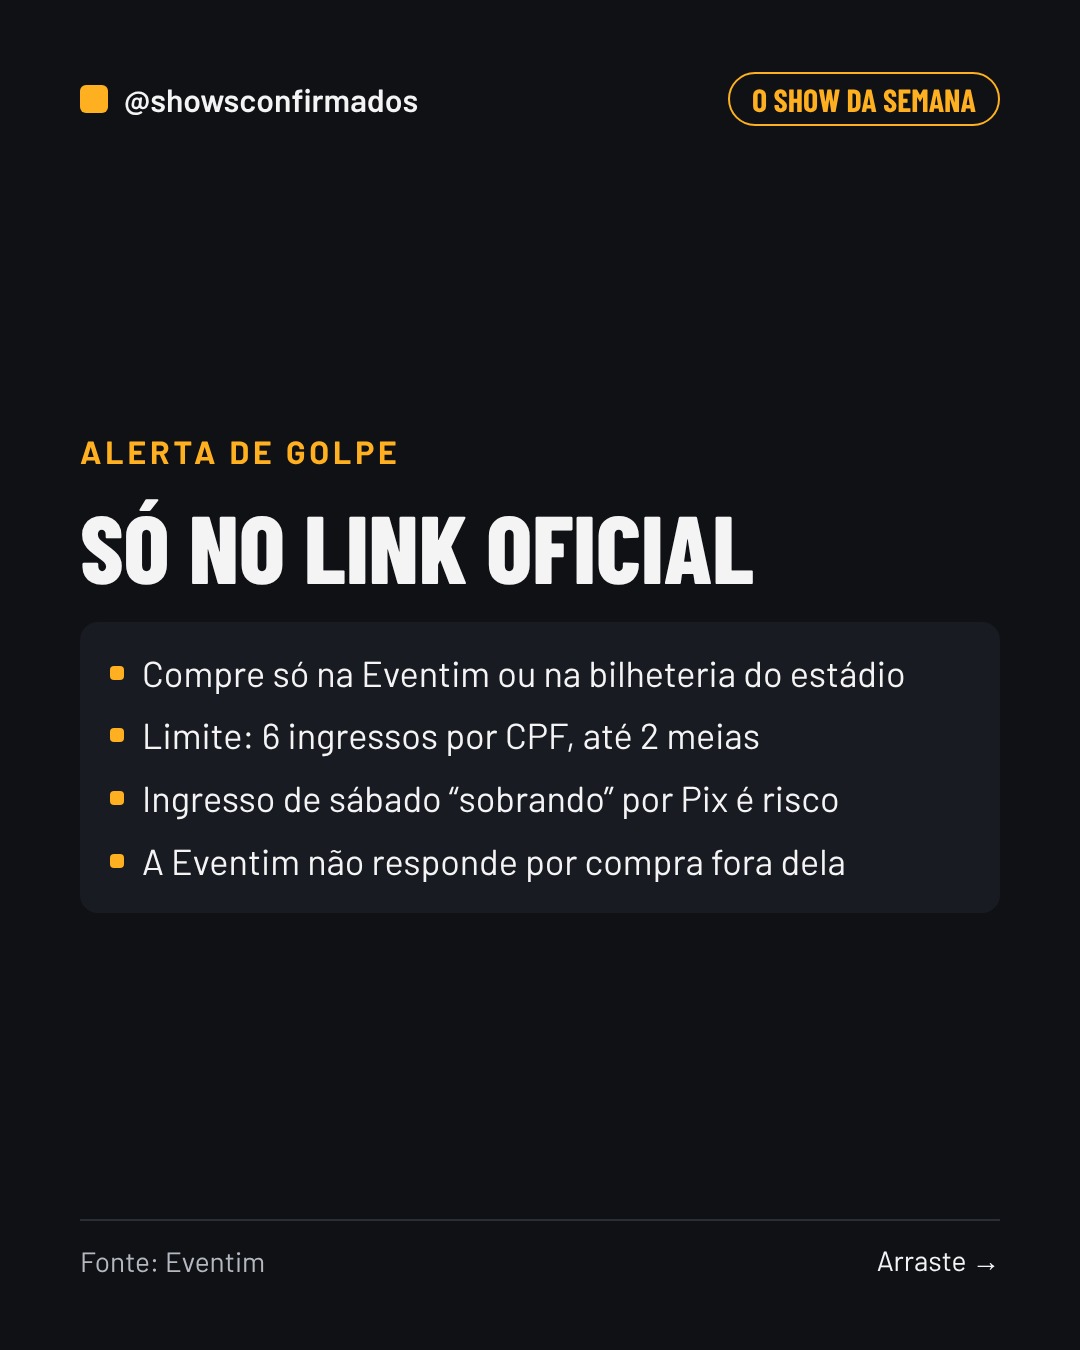 @showsconfirmados
O SHOW DA SEMANA
ALERTA DE GOLPE
SÓ NO LINK OFICIAL
Compre só na Eventim ou na bilheteria do estádio
Limite: 6 ingressos por CPF, até 2 meias
Ingresso de sábado “sobrando” por Pix é risco
A Eventim não responde por compra fora dela
Fonte: Eventim
Arraste →